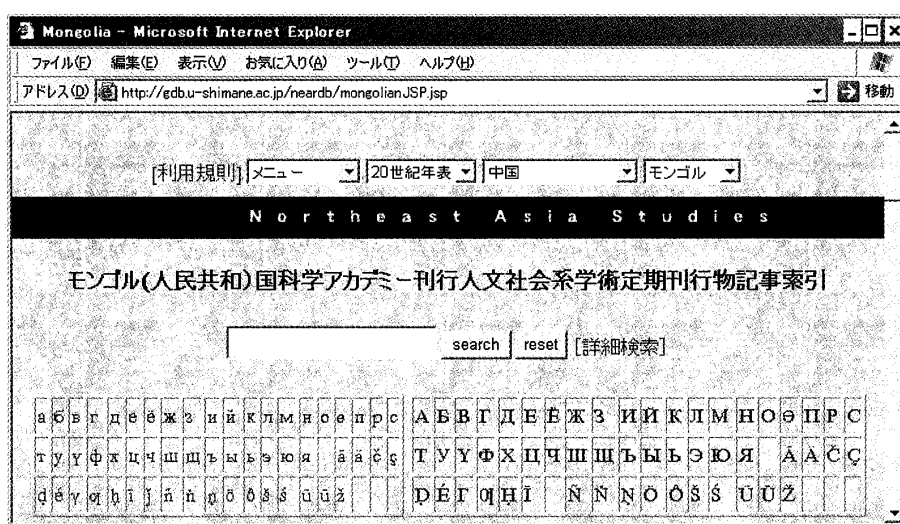 Mongolia - Microsoft Internet Explorer
ファイル(F) 編集(E) 表示(V) お気に入り(A) ツール(T) ヘルプ(H)
アドレス(D) http://gdb.u-shimane.ac.jp/neardb/mongolianJSP.jsp 移動
[利用規則] メニュー 20世紀年表 中国 モンゴル
Northeast Asia Studies
モンゴル(人民共和)国科学アカデミー刊行人文社会系学術定期刊行物記事索引
search reset [詳細検索]
а б в г д е ё ж з и й к л м н о ө п р с А Б В Г Д Е Ё Ж З И Й К Л М Н О Ө П Р С
т у ү ф х ц ч ш щ ъ ы ь э ю я Т У Ү Ф Х Ц Ч Ш Щ Ъ Ы Ь Э Ю Я